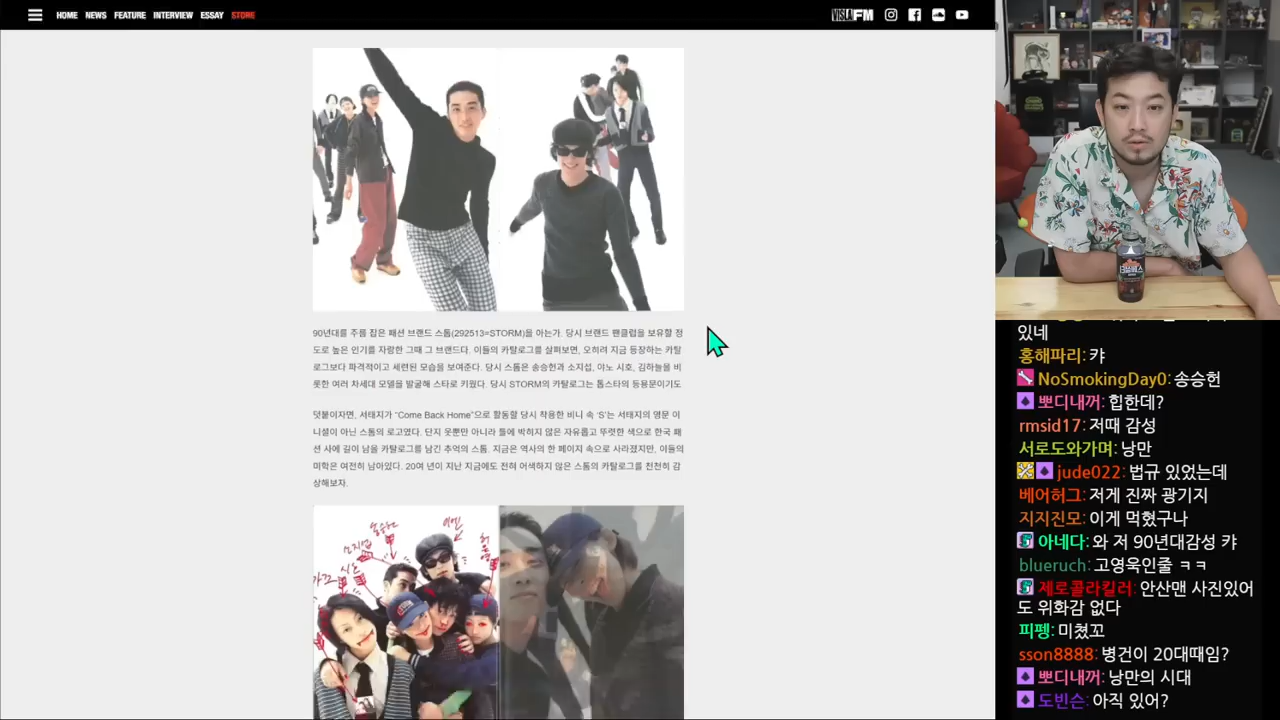 HOME NEWS FEATURE INTERVIEW ESSAY STORE
VISLA FM
90년대를 주름 잡은 패션 브랜드 스톰(292513=STORM)을 아는가. 당시 브랜드 팬클럽을 보유할 정
도로 높은 인기를 자랑한 그때 그 브랜드다. 이들의 카탈로그를 살펴보면, 오히려 지금 등장하는 카탈
로그보다 파격적이고 세련된 모습을 보여준다. 당시 스톰은 송승헌과 소지섭, 야노 시호, 김하늘을 비
롯한 여러 차세대 모델을 발굴해 스타로 키웠다. 당시 STORM의 카탈로그는 톱스타의 등용문이기도
덧붙이자면, 서태지가 “Come Back Home”으로 활동할 당시 착용한 비니 속 ‘S’는 서태지의 영문 이
니셜이 아닌 스톰의 로고였다. 단지 옷뿐만 아니라 틀에 박히지 않은 자유롭고 뚜렷한 색으로 한국 패
션 사에 길이 남을 카탈로그를 남긴 추억의 스톰. 지금은 역사의 한 페이지 속으로 사라졌지만, 이들의
미학은 여전히 남아있다. 20여 년이 지난 지금에도 전혀 어색하지 않은 스톰의 카탈로그를 천천히 감
상해보자.
송승헌
소지섭
있네
홍해파리: 캬
NoSmokingDay0: 송승헌
뽀디내꺼: 힙한데?
rmsid17: 저때 감성
서로도와가며: 낭만
jude022: 법규 있었는데
베어허그: 저게 진짜 광기지
지지진모: 이게 먹혔구나
아네다: 와 저 90년대감성 캬
blueruch: 고영욱인줄 ㅋㅋ
제로콜라킬러: 안산맨 사진있어
도 위화감 없다
피펭: 미쳤꼬
sson8888: 병건이 20대때임?
뽀디내꺼: 낭만의 시대
도빈슨: 아직 있어?